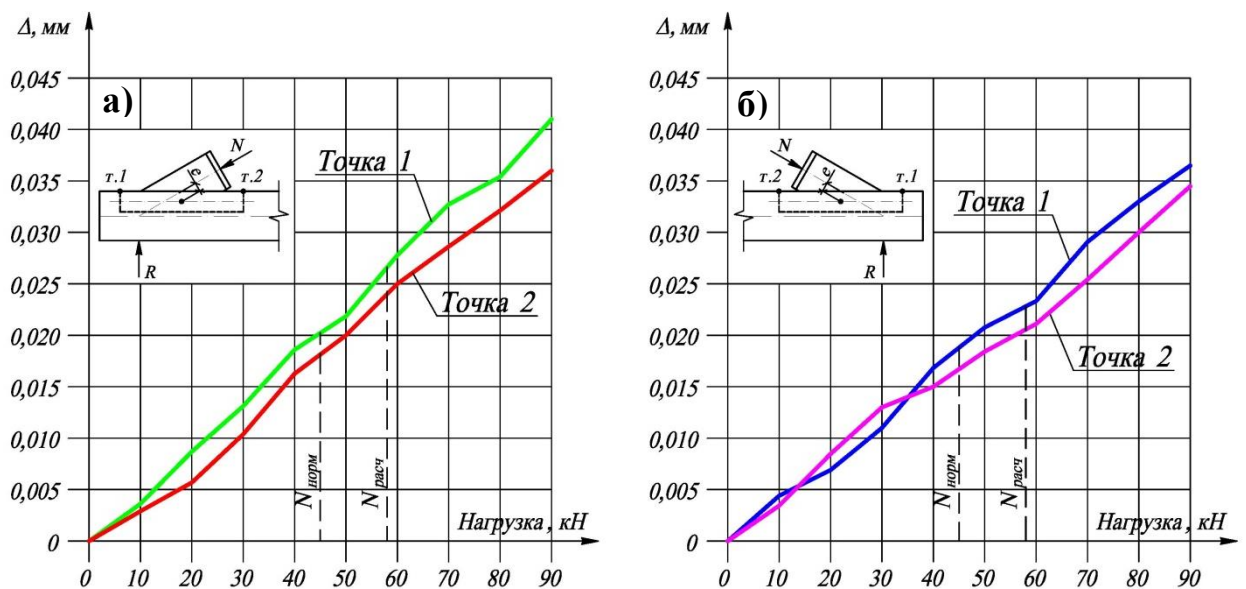 Δ, мм
0,045
0,040
0,035
0,030
0,025
0,020
0,015
0,010
0,005
0
а)
N
т.1
e
т.2
R
Точка 1
Точка 2
Nнорм
Nрасч
Нагрузка, кН
0 10 20 30 40 50 60 70 80 90
Δ, мм
0,045
0,040
0,035
0,030
0,025
0,020
0,015
0,010
0,005
0
б)
N
т.2
e
т.1
R
Точка 1
Точка 2
Nнорм
Nрасч
Нагрузка, кН
0 10 20 30 40 50 60 70 80 90